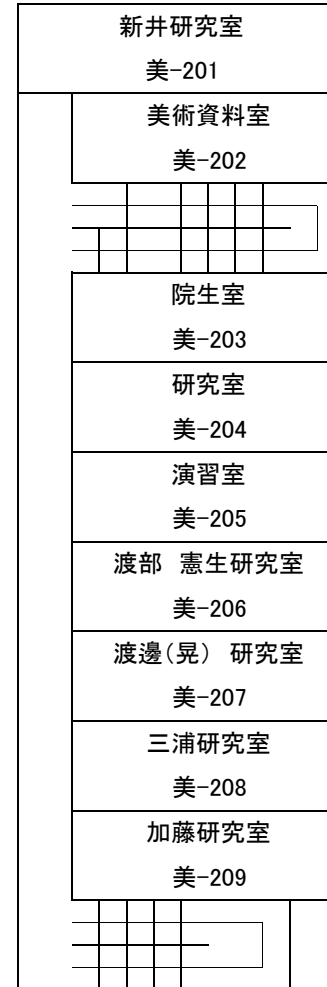 新井研究室
美-201
美術資料室
美-202
院生室
美-203
研究室
美-204
演習室
美-205
渡部　憲生研究室
美-206
渡邊(晃)　研究室
美-207
三浦研究室
美-208
加藤研究室
美-209